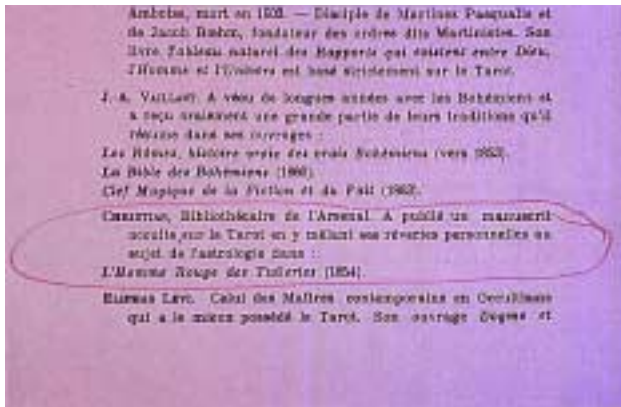 Amboise, mort en 1803. — Disciple de Martines Pasqualis et
de Jacob Bœhm, fondateur des ordres dits Martinistes. Son
livre Tableau naturel des Rapports qui existent entre Dieu,
l'Homme et l'Univers est basé strictement sur le Tarot.
J. A. VAILLANT. A vécu de longues années avec les Bohémiens et
a reçu oralement une grande partie de leurs traditions qu'il
résume dans ses ouvrages :
Les Rômes, histoire vraie des vrais Bohémiens (vers 1853).
La Bible des Bohémiens (1860).
Clef Magique de la Fiction et du Fait (1863).
CHRISTIAN, Bibliothécaire de l'Arsenal. A publié un manuscrit
occulte sur le Tarot en y mêlant ses rêveries personnelles au
sujet de l'astrologie dans :
L'Homme Rouge des Tuileries (1854).
ELIPHAS LEVI. Celui des Maîtres contemporains en Occultisme
qui a le mieux possédé le Tarot. Son ouvrage Dogme et